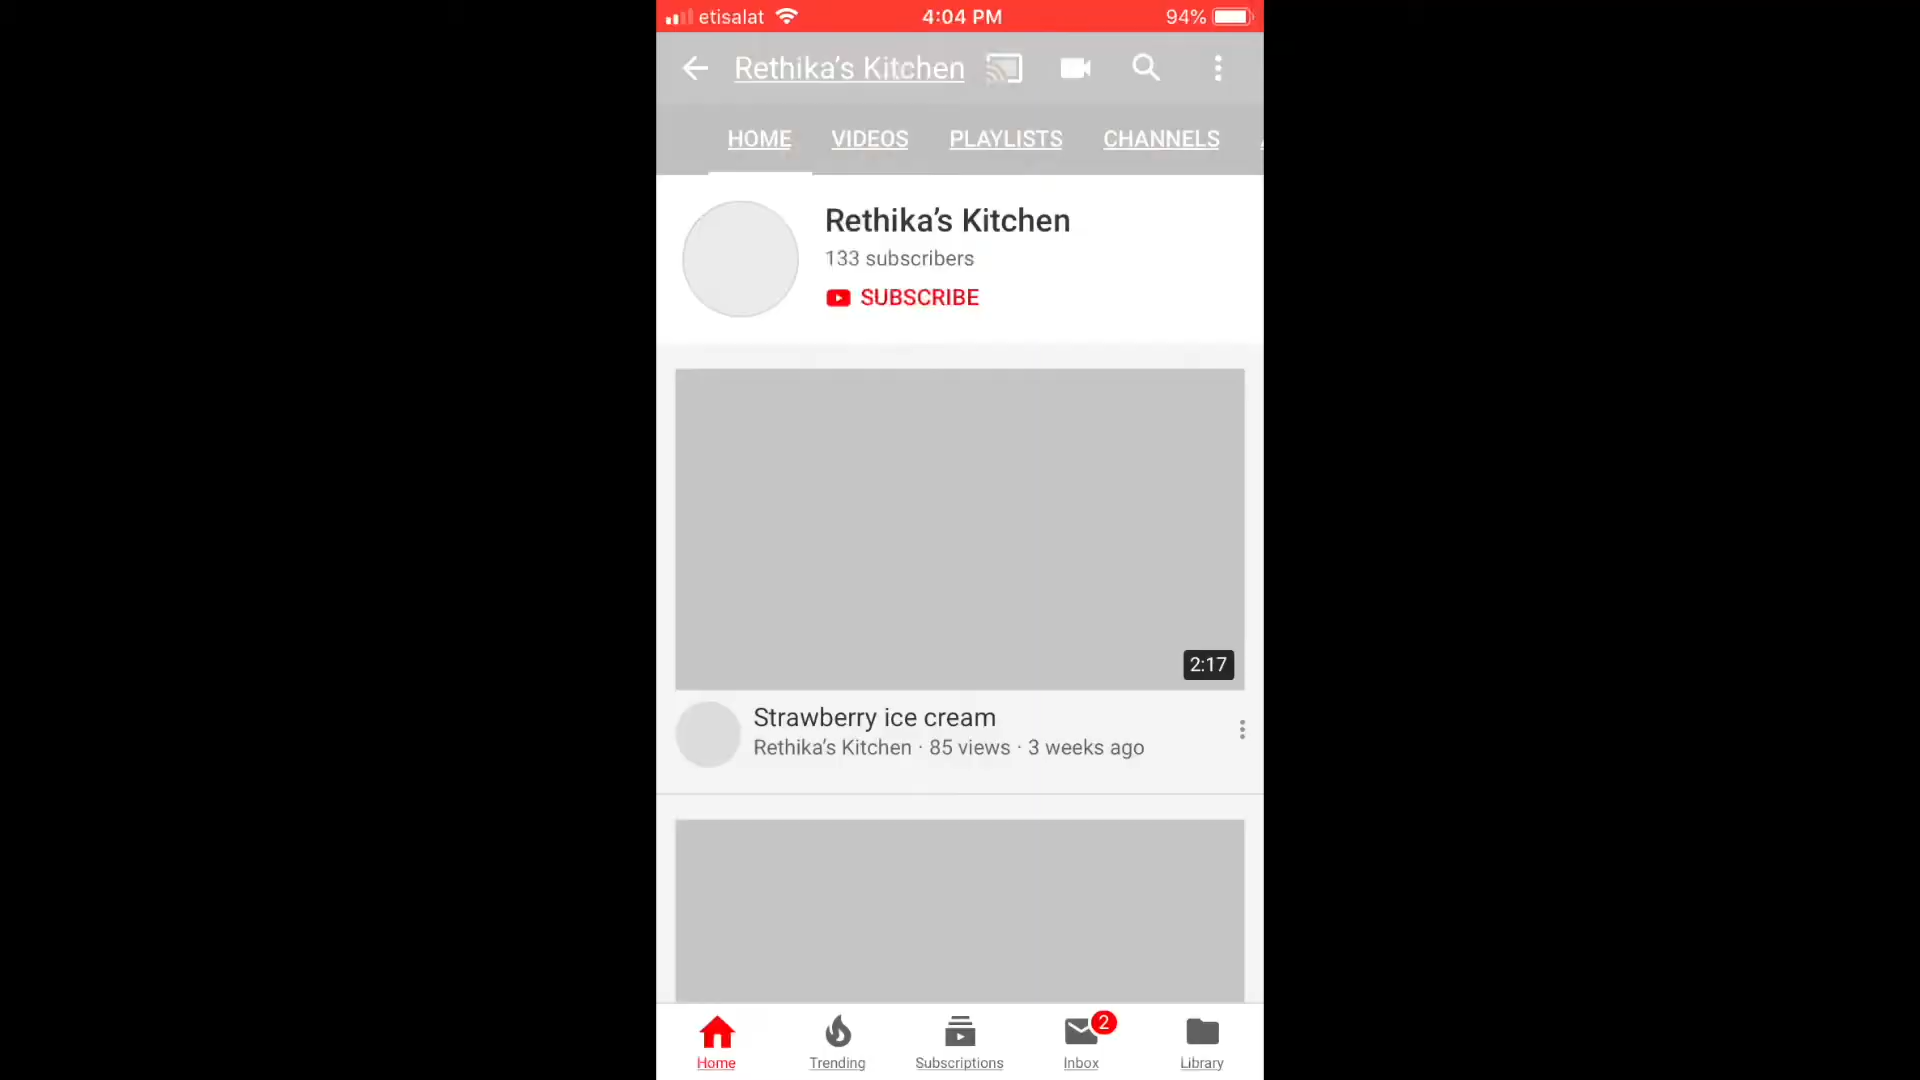 etisalat 4:04 PM 94%
Rethika's Kitchen
HOME VIDEOS PLAYLISTS CHANNELS
Rethika's Kitchen
133 subscribers
SUBSCRIBE
2:17
Strawberry ice cream
Rethika's Kitchen · 85 views · 3 weeks ago
2
Home Trending Subscriptions Inbox Library